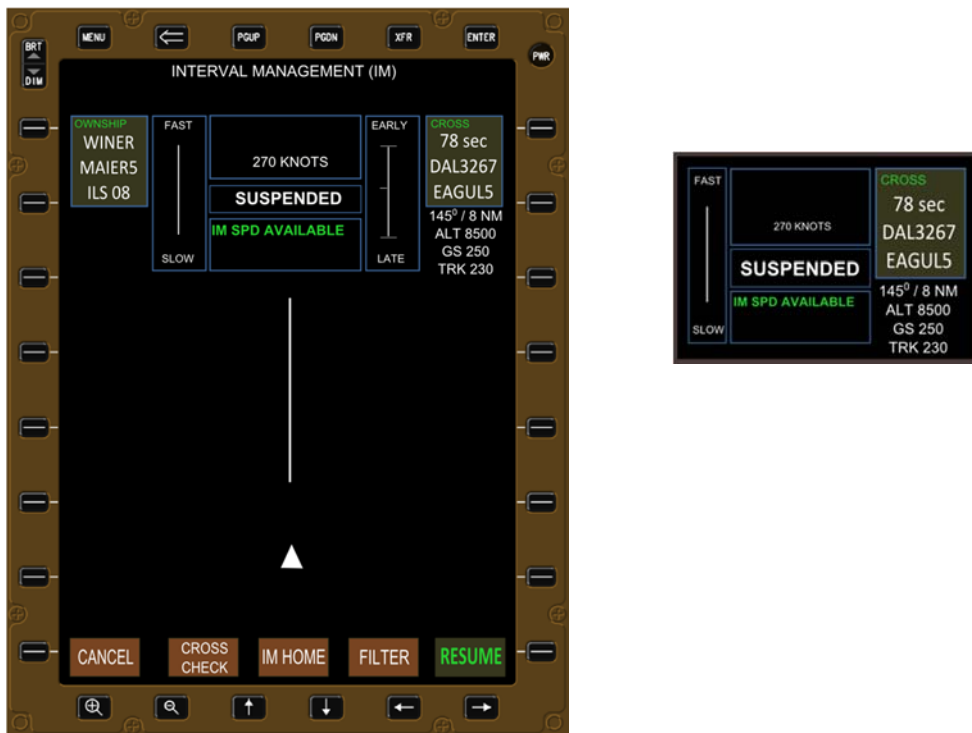 MENU
PGUP
PGDN
XFR
ENTER
BRT
DIM
PWR
INTERVAL MANAGEMENT (IM)
OWNSHIP
WINER
MAIER5
ILS 08
FAST
SLOW
270 KNOTS
SUSPENDED
IM SPD AVAILABLE
EARLY
LATE
CROSS
78 sec
DAL3267
EAGUL5
145⁰ / 8 NM
ALT 8500
GS 250
TRK 230
CANCEL
CROSS
CHECK
IM HOME
FILTER
RESUME
FAST
SLOW
270 KNOTS
SUSPENDED
IM SPD AVAILABLE
CROSS
78 sec
DAL3267
EAGUL5
145⁰ / 8 NM
ALT 8500
GS 250
TRK 230